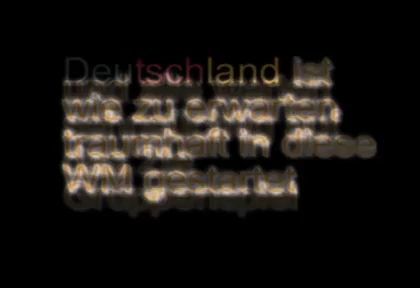 Deutschland ist
wie zu erwarten
traumhaft in diese
WM gestartet